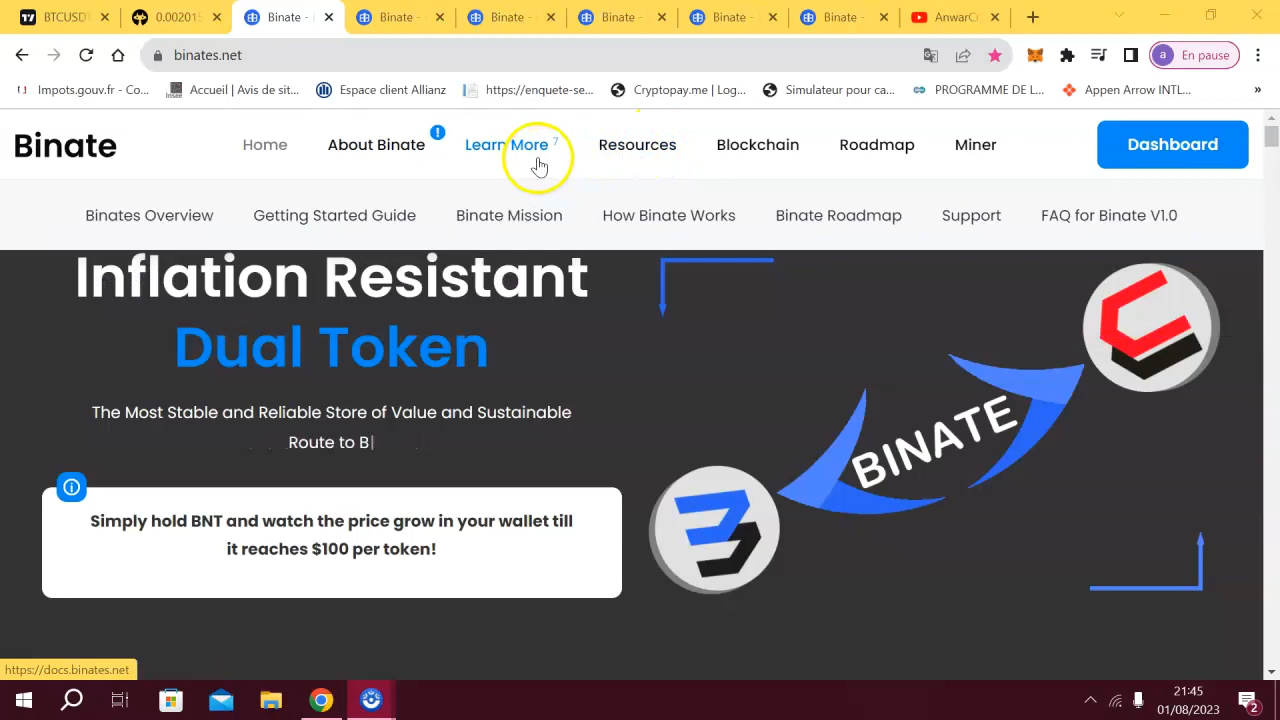 BTCUSD
0.002015
Binate -
Binate -
Binate -
Binate -
Binate -
Binate -
AnwarC
binates.net
a En pause
Impots.gouv.fr - Co...
Accueil | Avis de sit...
Espace client Allianz
https://enquete-se...
Cryptopay.me | Log...
Simulateur pour ca...
PROGRAMME DE L...
Appen Arrow INTL...
»
Binate
Home
About Binate !
Learn More 7
Resources
Blockchain
Roadmap
Miner
Dashboard
Binates Overview
Getting Started Guide
Binate Mission
How Binate Works
Binate Roadmap
Support
FAQ for Binate V1.0
Inflation Resistant
Dual Token
The Most Stable and Reliable Store of Value and Sustainable
Route to B|
Simply hold BNT and watch the price grow in your wallet till
it reaches $100 per token!
BINATE
https://docs.binates.net
21:45
01/08/2023
2